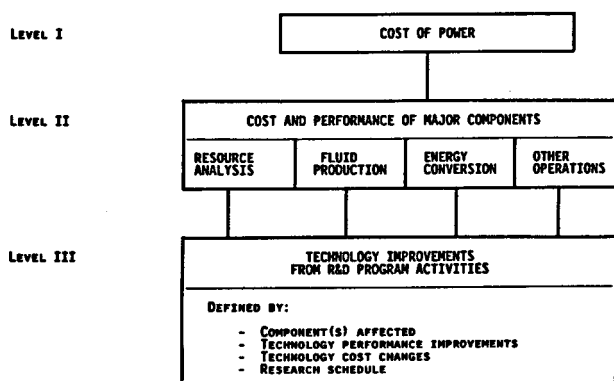 LEVEL I
COST OF POWER
LEVEL II
COST AND PERFORMANCE OF MAJOR COMPONENTS
RESOURCE ANALYSIS
FLUID PRODUCTION
ENERGY CONVERSION
OTHER OPERATIONS
LEVEL III
TECHNOLOGY IMPROVEMENTS
FROM R&D PROGRAM ACTIVITIES
DEFINED BY:
- COMPONENT(S) AFFECTED
- TECHNOLOGY PERFORMANCE IMPROVEMENTS
- TECHNOLOGY COST CHANGES
- RESEARCH SCHEDULE